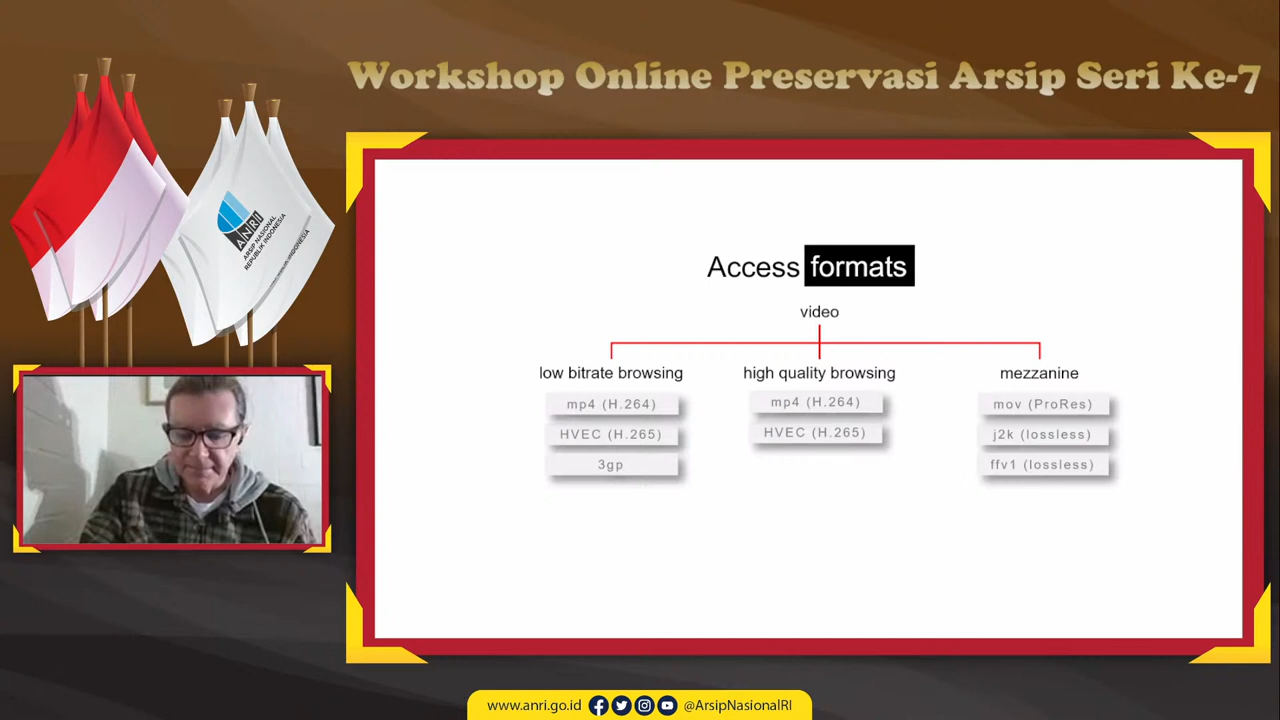 Workshop Online Preservasi Arsip Seri Ke-7
ANRI
ARSIP NASIONAL
REPUBLIK INDONESIA
INDONESIA
Access formats
video
low bitrate browsing
mp4 (H.264)
HVEC (H.265)
3gp
high quality browsing
mp4 (H.264)
HVEC (H.265)
mezzanine
mov (ProRes)
j2k (lossless)
ffv1 (lossless)
www.anri.go.id
@ArsipNasionalRI